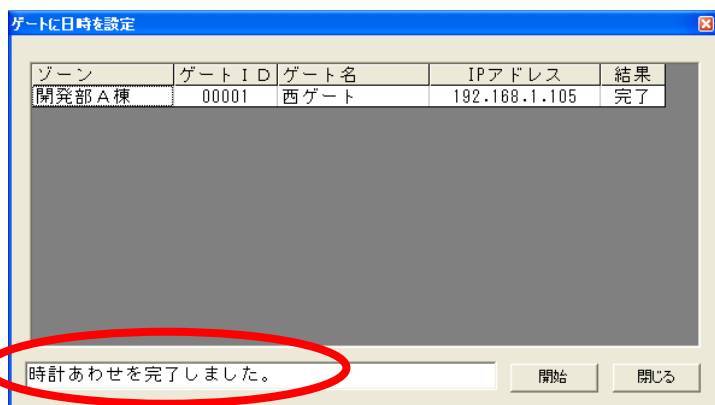 ゲートに日時を設定
ゾーン ゲートＩＤ ゲート名 IPアドレス 結果
開発部Ａ棟 00001 西ゲート 192.168.1.105 完了
時計あわせを完了しました。 開始 閉じる